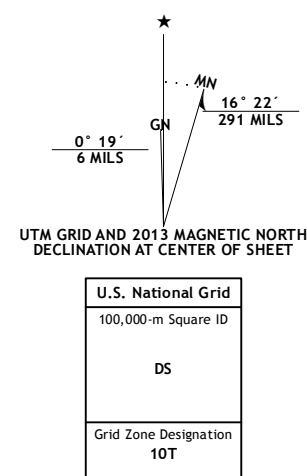 ★
MN
16° 22´
291 MILS
GN
0° 19´
6 MILS
UTM GRID AND 2013 MAGNETIC NORTH
DECLINATION AT CENTER OF SHEET
U.S. National Grid
100,000-m Square ID
DS
Grid Zone Designation
10T